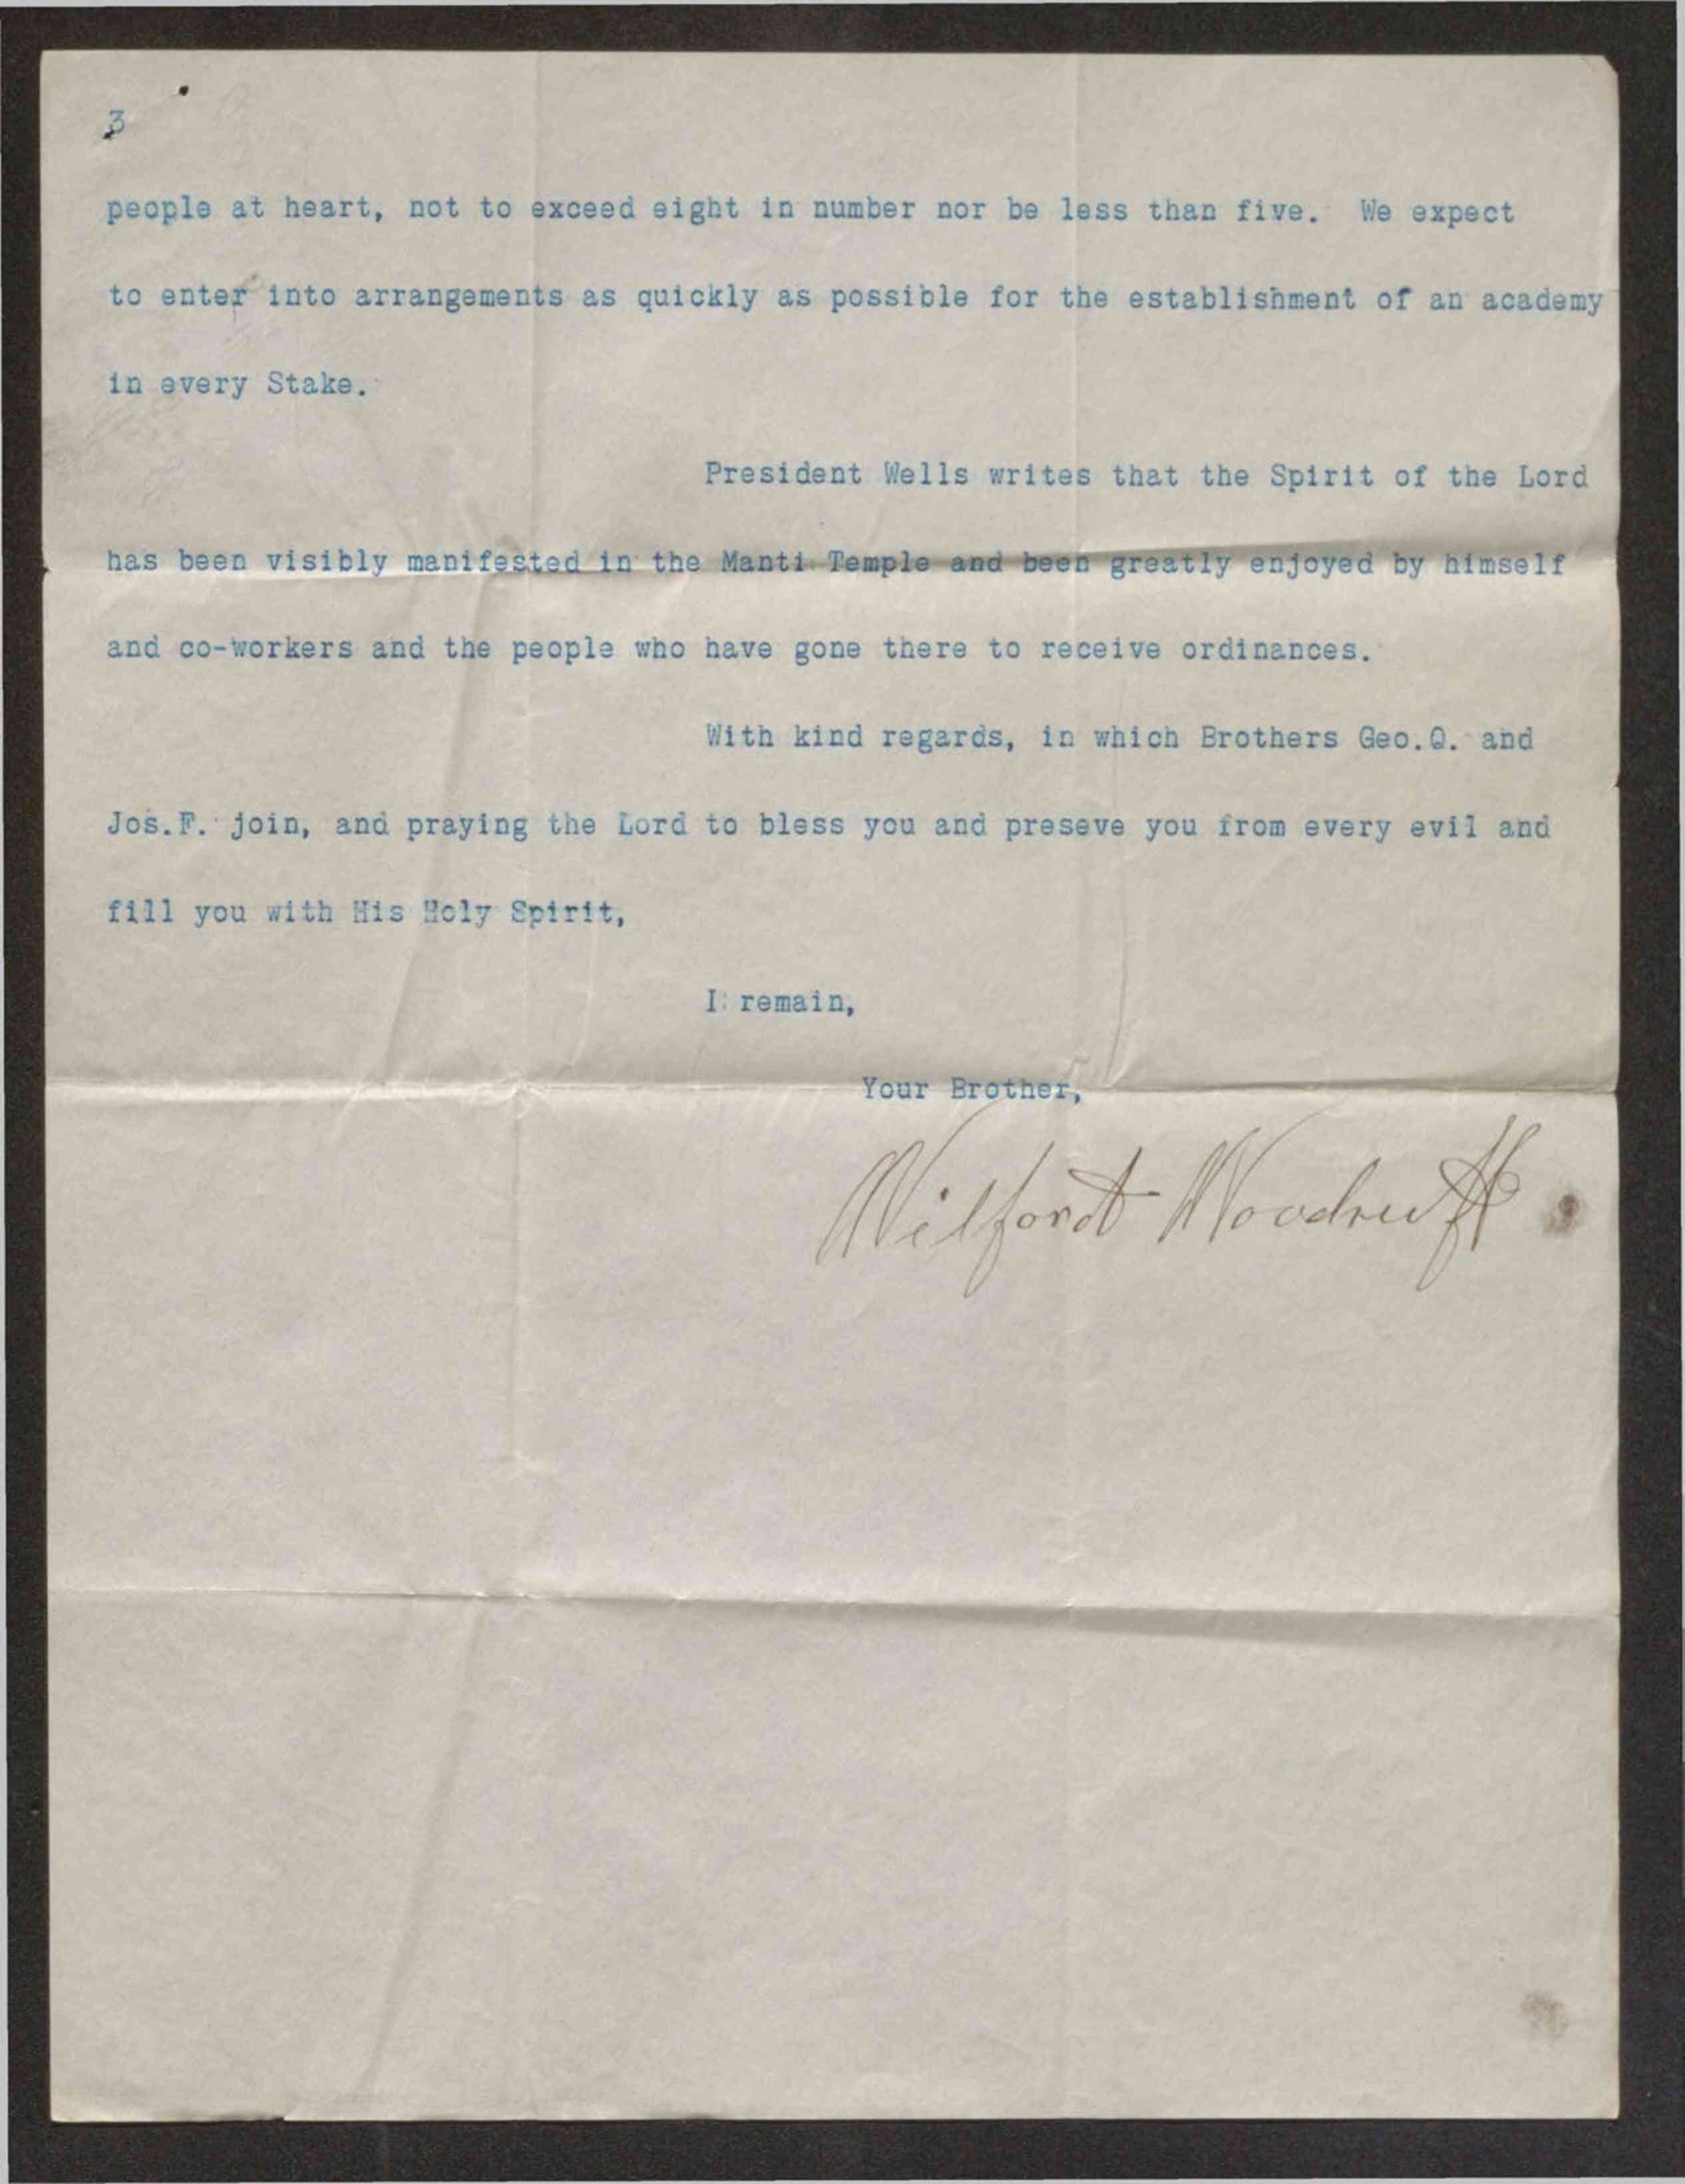 3
people at heart, not to exceed eight in number nor be less than five. We expect
to enter into arrangements as quickly as possible for the establishment of an academy
in every Stake.
President Wells writes that the Spirit of the Lord
has been visibly manifested in the Manti Temple and been greatly enjoyed by himself
and co-workers and the people who have gone there to receive ordinances.
With kind regards, in which Brothers Geo.Q. and
Jos.F. join, and praying the Lord to bless you and preseve you from every evil and
fill you with His Holy Spirit,
I remain,
Your Brother,
Wilford Woodruff